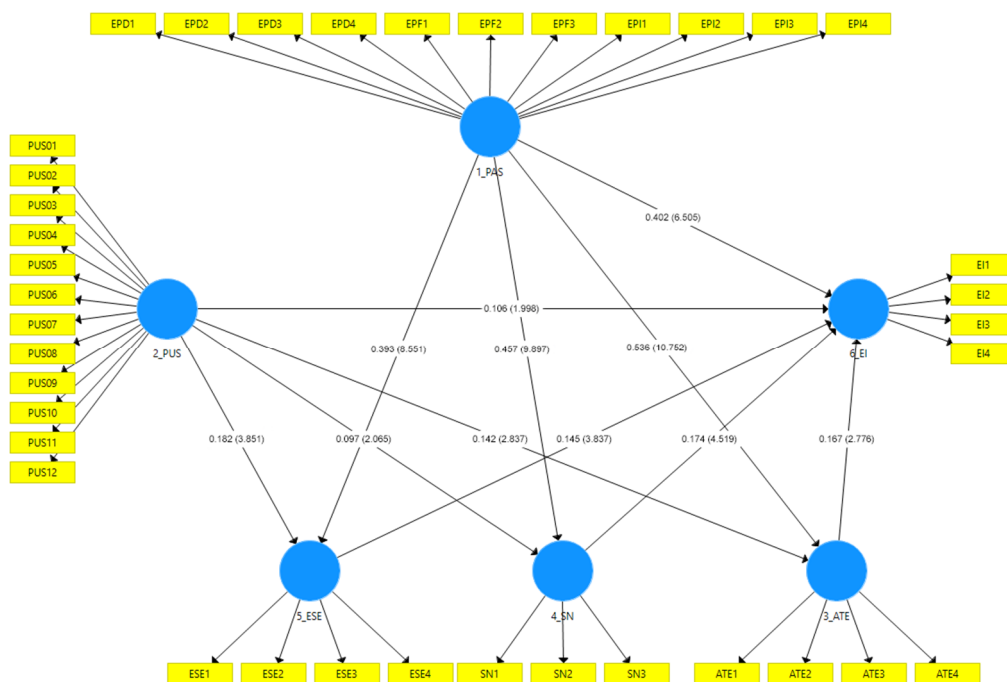 EPD1 EPD2 EPD3 EPD4 EPF1 EPF2 EPF3 EPI1 EPI2 EPI3 EPI4
1_PAS
PUS01
PUS02
PUS03
PUS04
PUS05
PUS06
PUS07
PUS08
PUS09
PUS10
PUS11
PUS12
2_PUS
0.402 (6.505)
0.106 (1.998)
0.393 (8.551)
0.457 (9.897)
0.536 (10.752)
6_EI
EI1
EI2
EI3
EI4
0.182 (3.851)
0.097 (2.065)
0.142 (2.837)
0.145 (3.837)
0.174 (4.519)
0.167 (2.776)
5_ESE
4_SN
3_ATE
ESE1 ESE2 ESE3 ESE4 SN1 SN2 SN3 ATE1 ATE2 ATE3 ATE4